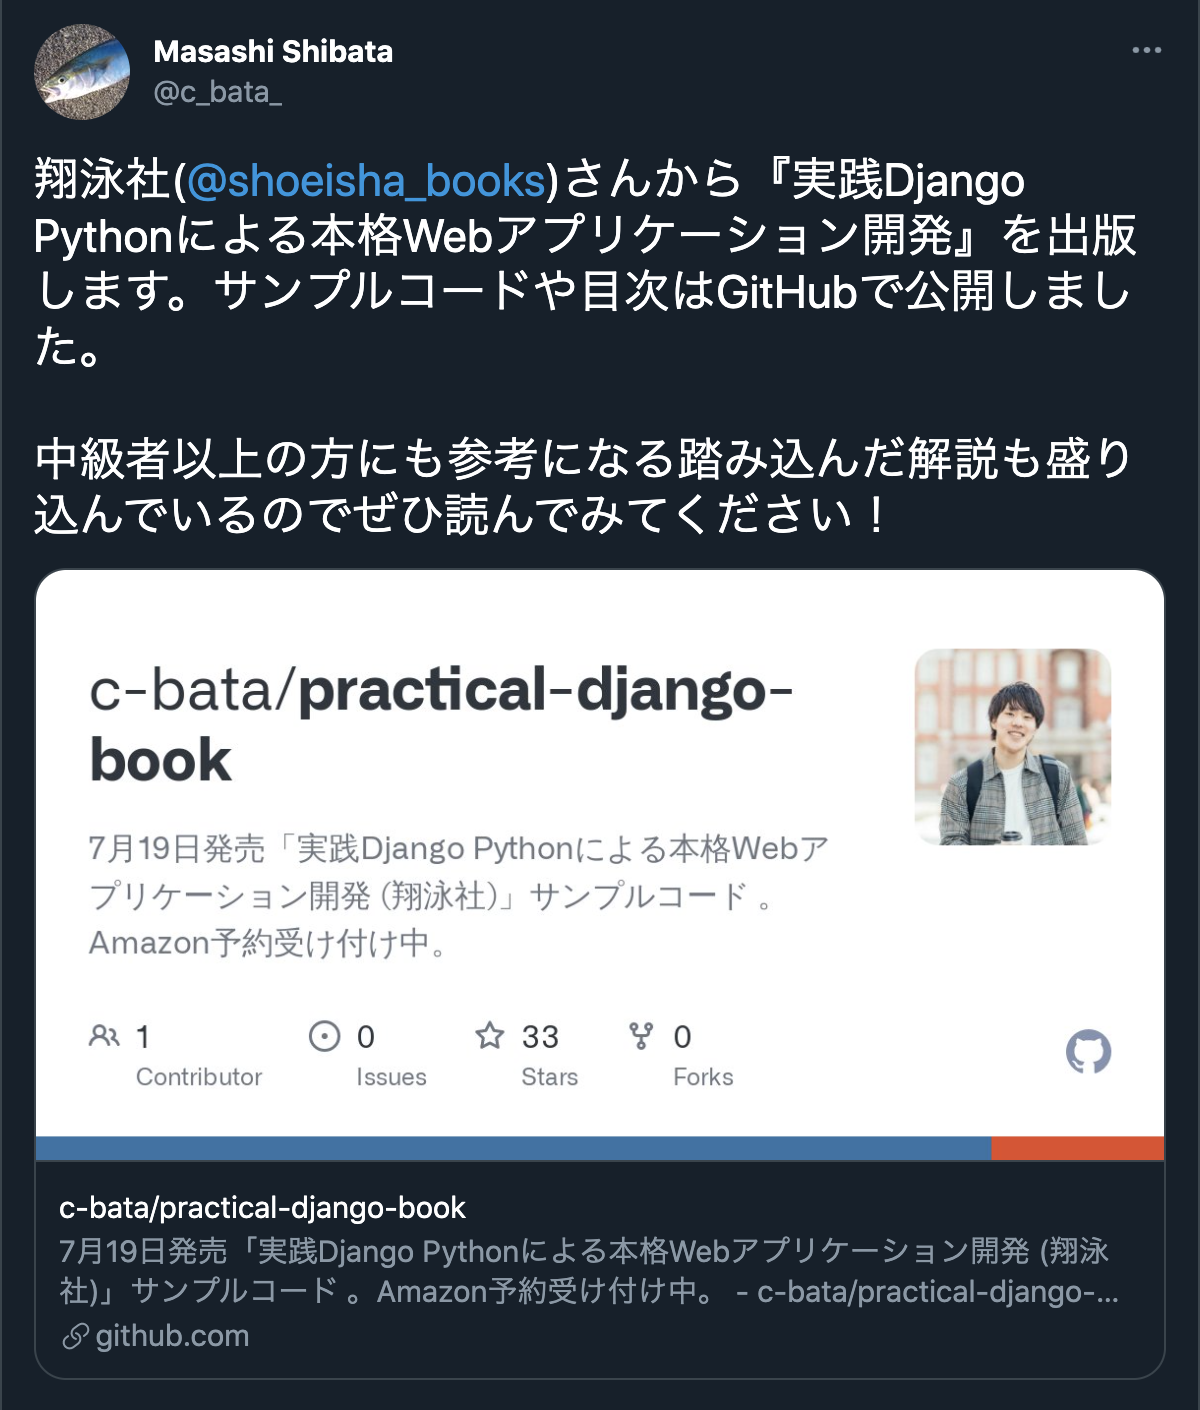 Masashi Shibata
@c_bata_
翔泳社(@shoeisha_books)さんから『実践Django
Pythonによる本格Webアプリケーション開発』を出版
します。サンプルコードや目次はGitHubで公開しまし
た。
中級者以上の方にも参考になる踏み込んだ解説も盛り
込んでいるのでぜひ読んでみてください！
c-bata/practical-django-
book
7月19日発売「実践Django Pythonによる本格Webア
プリケーション開発 (翔泳社)」サンプルコード 。
Amazon予約受け付け中。
1 0 33 0
Contributor Issues Stars Forks
c-bata/practical-django-book
7月19日発売「実践Django Pythonによる本格Webアプリケーション開発 (翔泳
社)」サンプルコード 。Amazon予約受け付け中。 - c-bata/practical-django-...
github.com